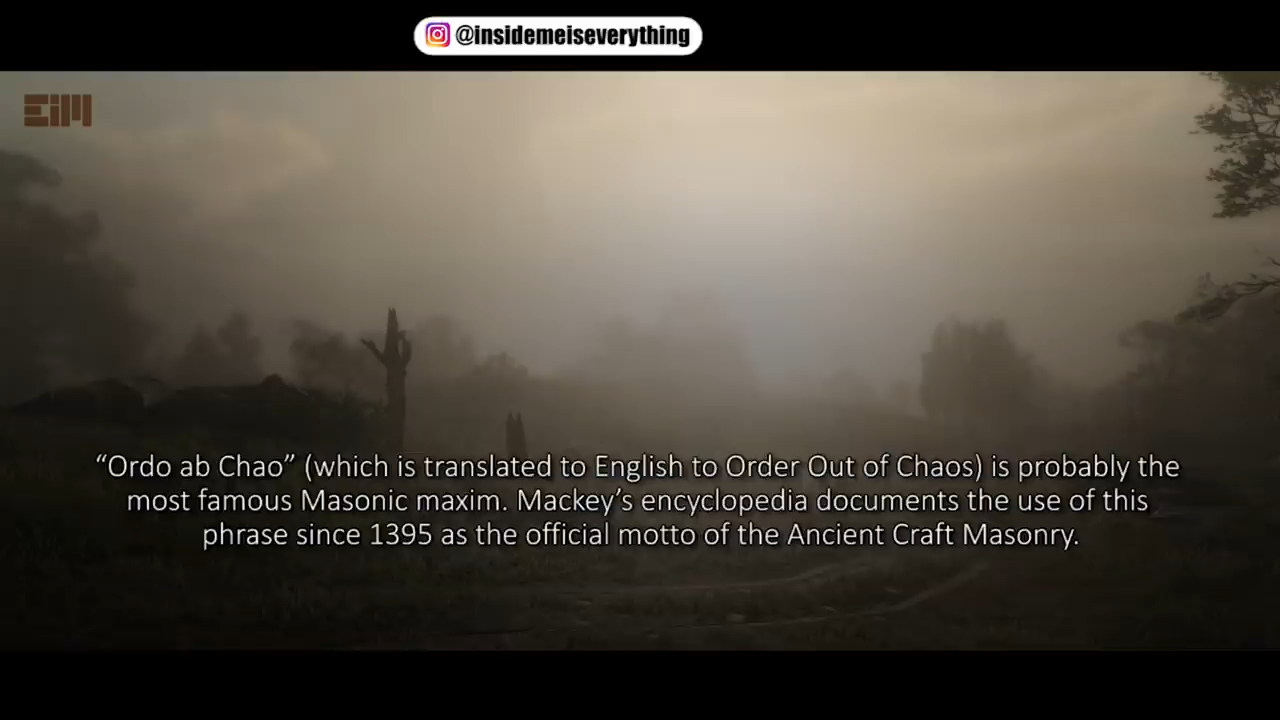 @insidemeiseverything
EiM
“Ordo ab Chao” (which is translated to English to Order Out of Chaos) is probably the
most famous Masonic maxim. Mackey’s encyclopedia documents the use of this
phrase since 1395 as the official motto of the Ancient Craft Masonry.